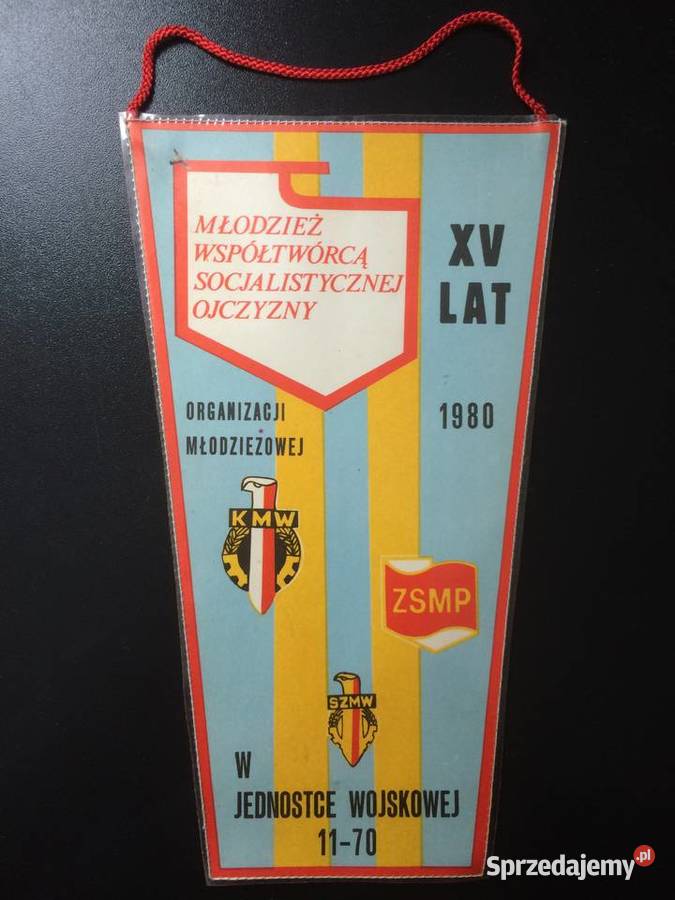 MŁODZIEŻ
WSPÓŁTWÓRCĄ
SOCJALISTYCZNEJ
OJCZYZNY
XV
LAT
ORGANIZACJI
MŁODZIEŻOWEJ
1980
KMW
ZSMP
SZMW
W
JEDNOSTCE WOJSKOWEJ
11-70
Sprzedajemy.pl